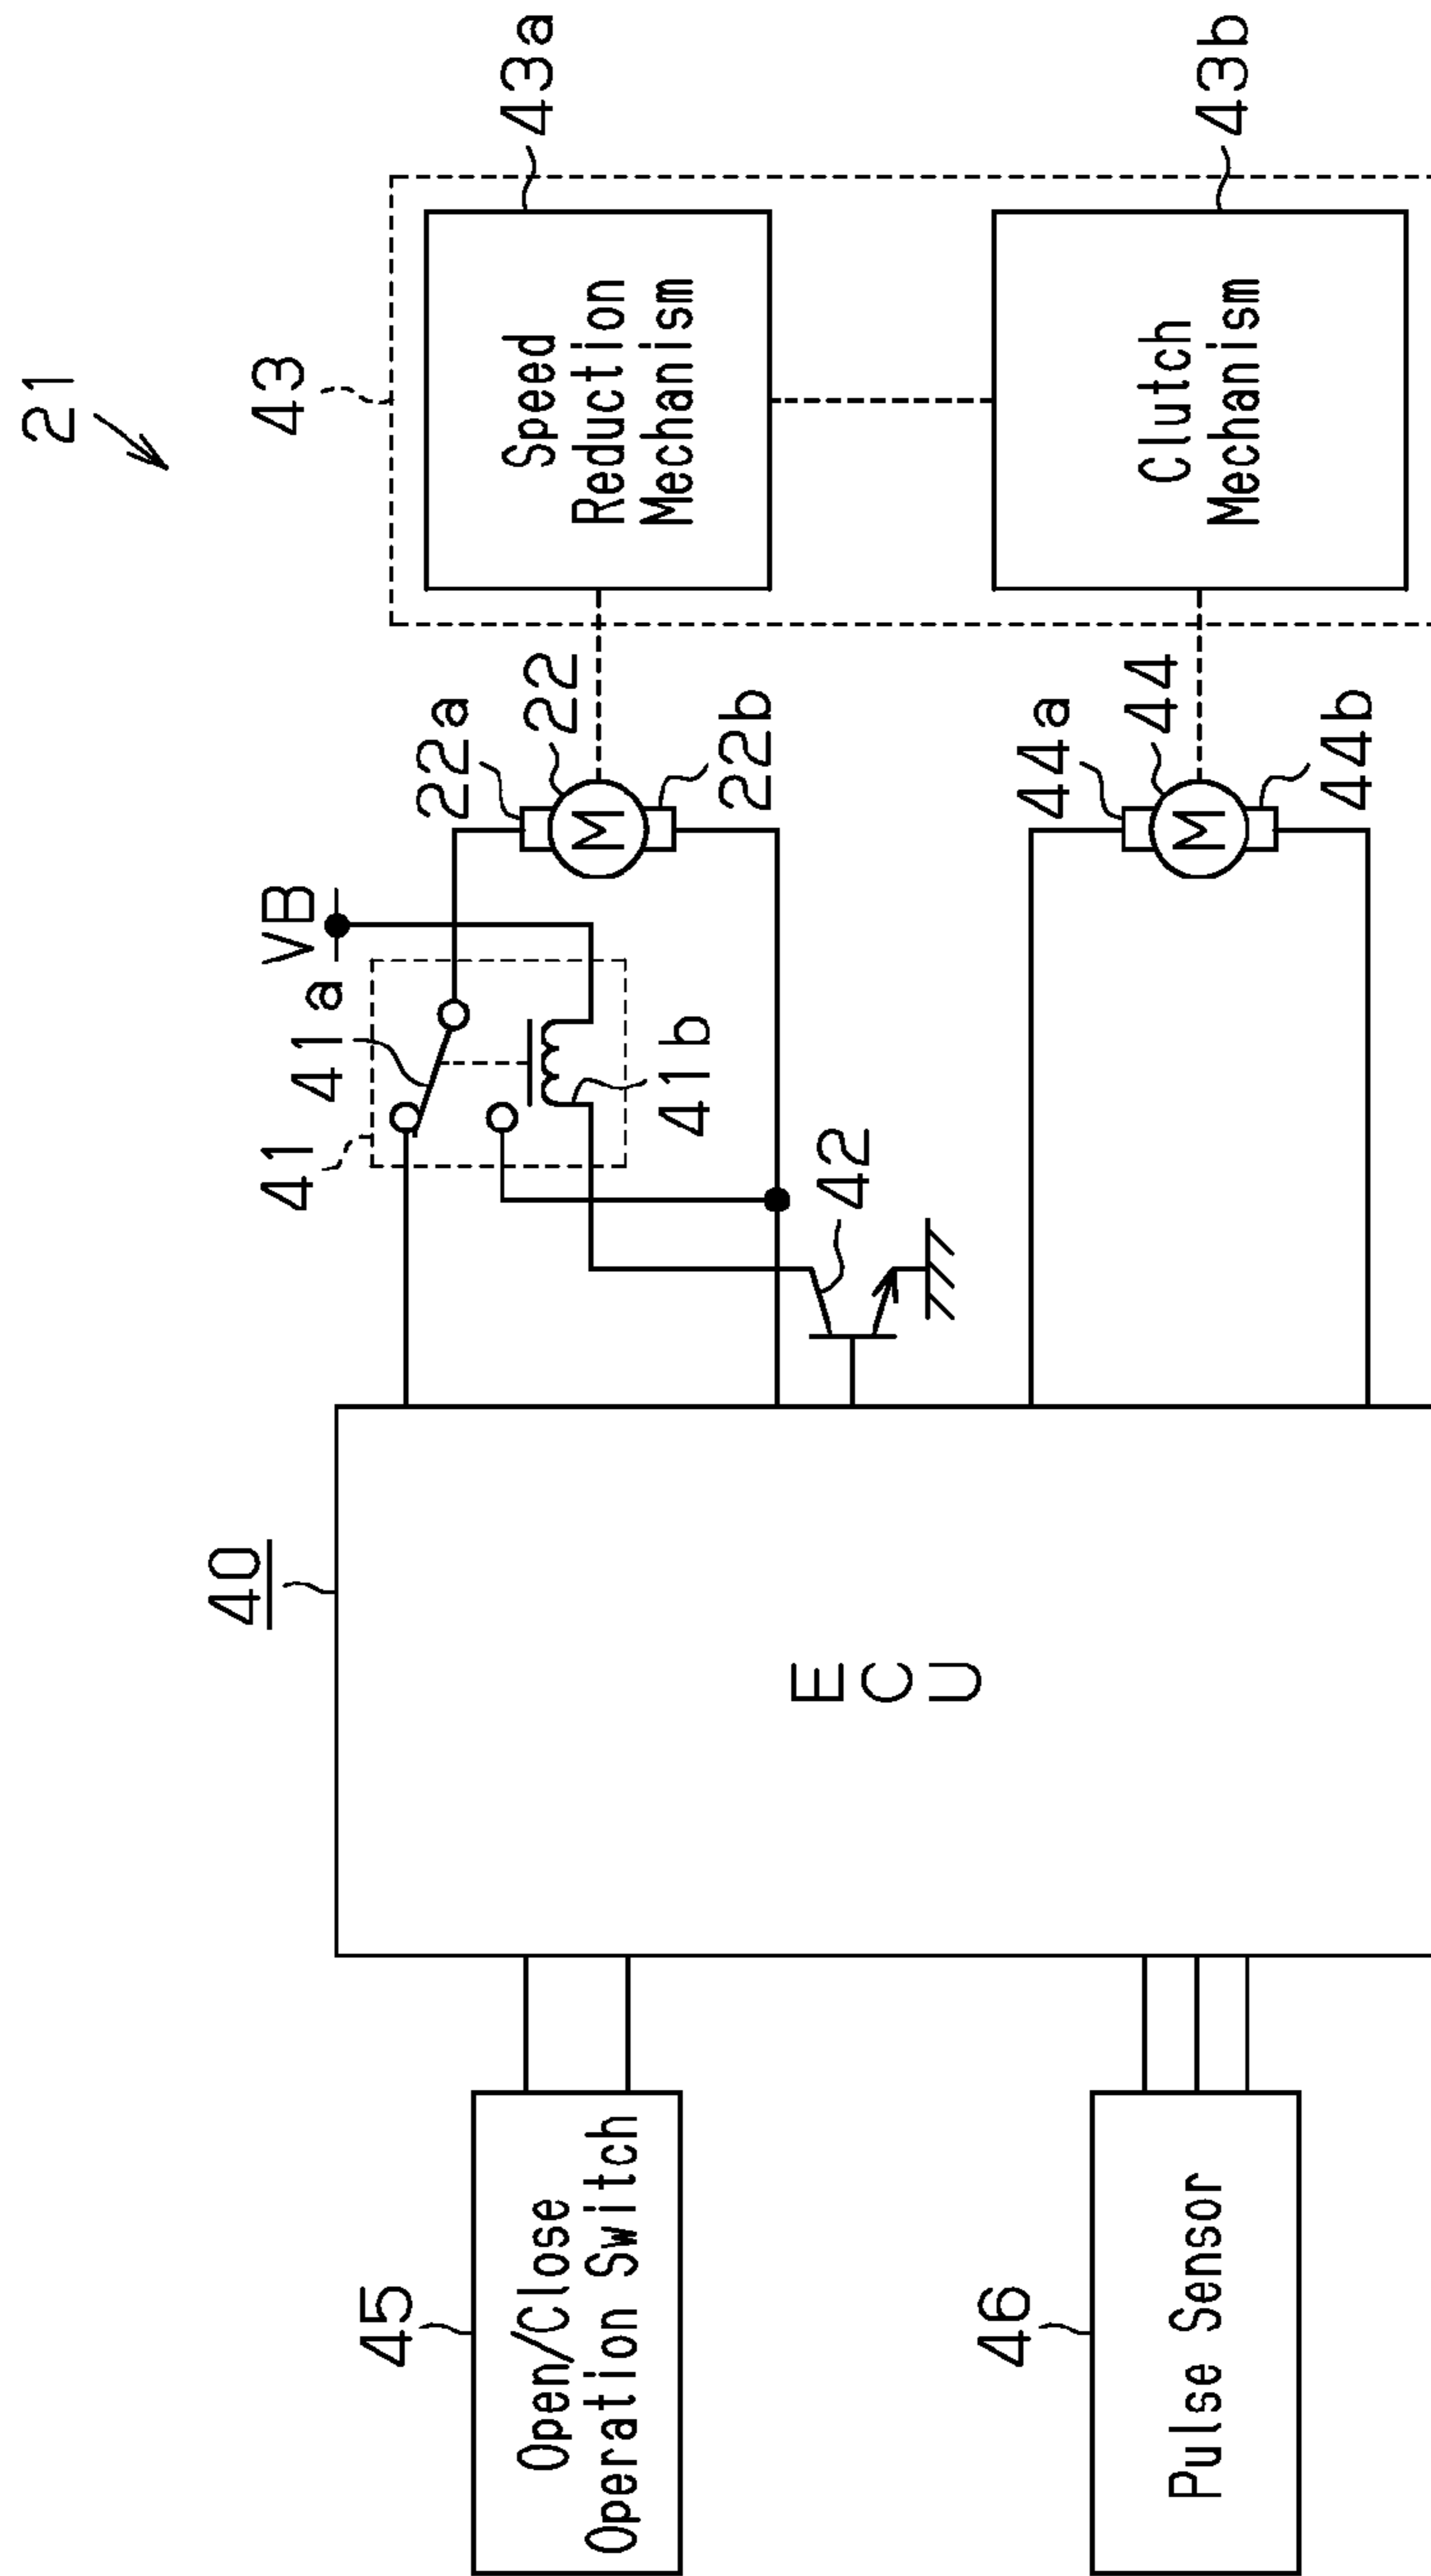 21
43
43a
Speed
Reduction
Mechanism
43b
Clutch
Mechanism
VB
22a
22
M
22b
44a
44
M
44b
41
41a
41b
42
40
ECU
45
Open/Close
Operation Switch
46
Pulse Sensor